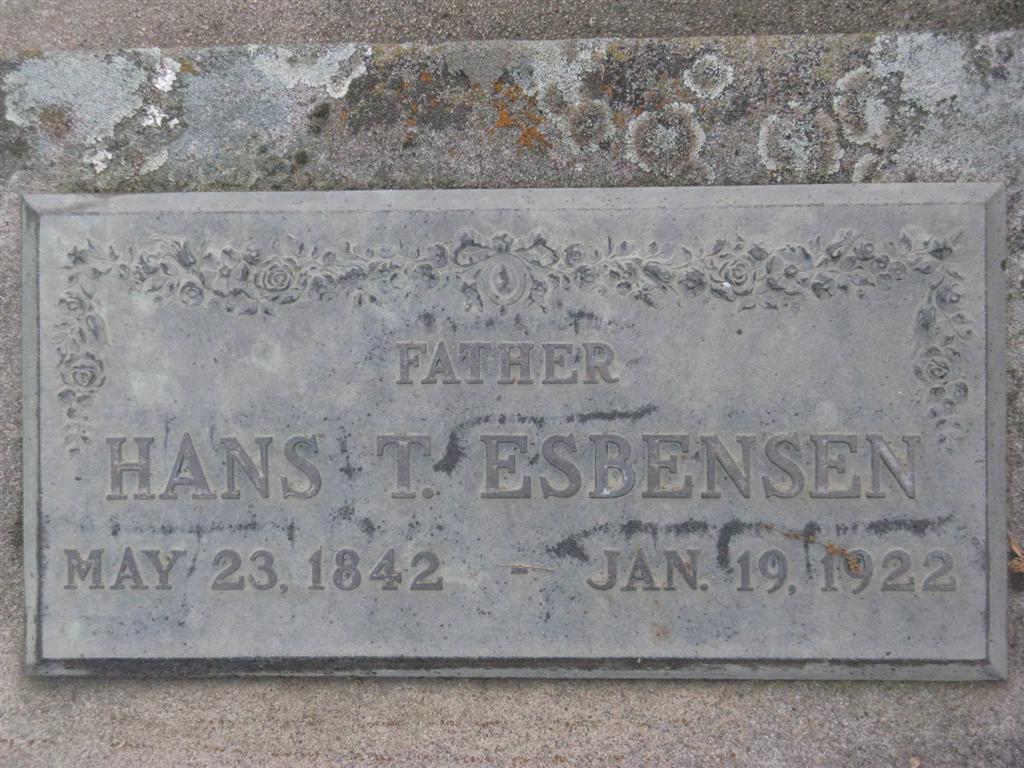 FATHER
HANS T. ESBENSEN
MAY 23, 1842 - JAN. 19, 1922